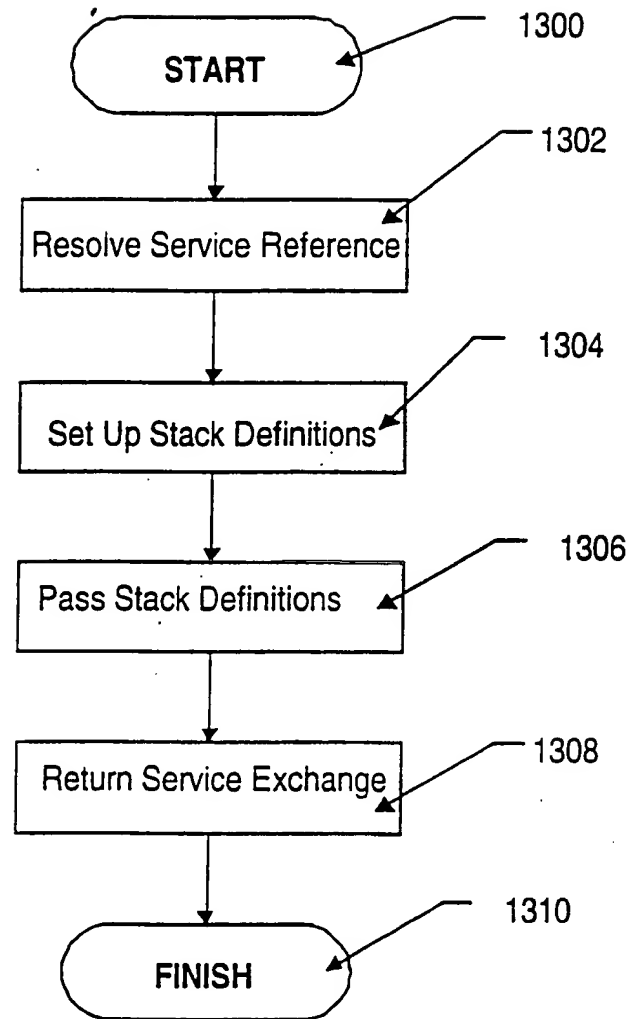 1300
START
1302
Resolve Service Reference
1304
Set Up Stack Definitions
1306
Pass Stack Definitions
1308
Return Service Exchange
1310
FINISH